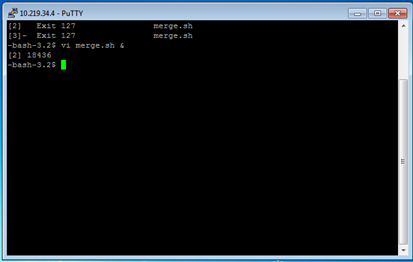 10.219.34.4 - PuTTY
[2]   Exit 127                merge.sh
[3]-  Exit 127                merge.sh
-bash-3.2$ vi merge.sh &
[2] 18436
-bash-3.2$